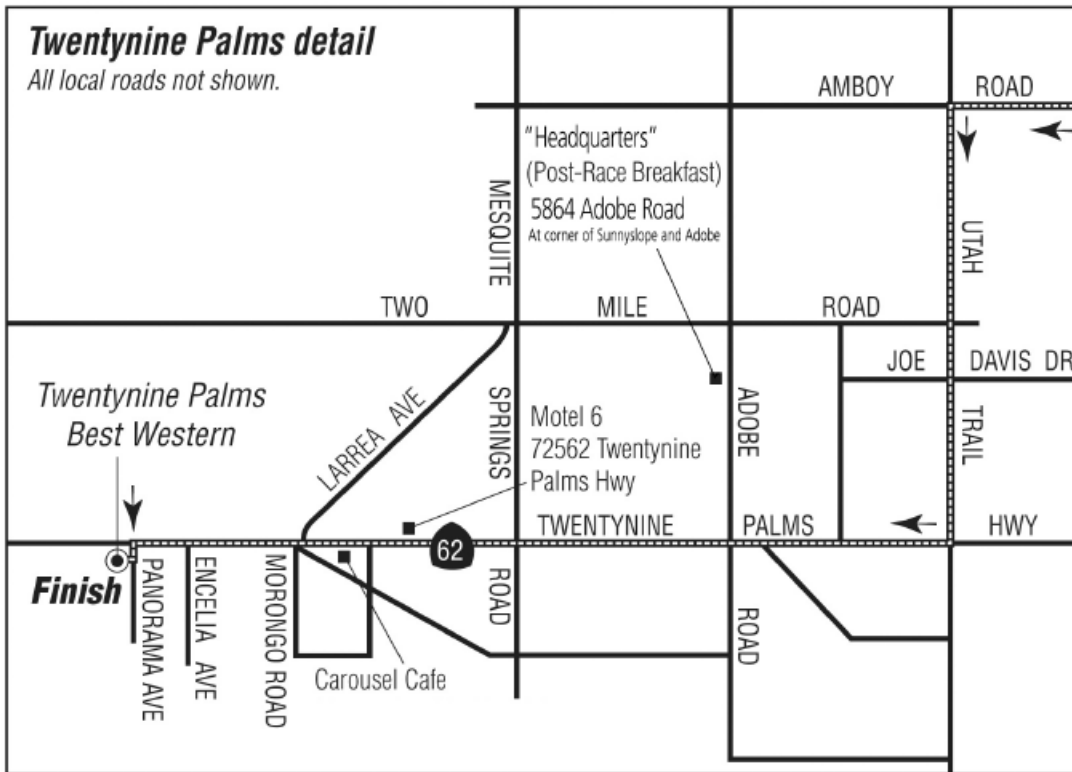 Twentynine Palms detail
All local roads not shown.
AMBOY ROAD
"Headquarters"
(Post-Race Breakfast)
5864 Adobe Road
At corner of Sunnyslope and Adobe
MESQUITE
UTAH
TWO MILE ROAD
JOE DAVIS DR
Twentynine Palms
Best Western
LARREA AVE
SPRINGS
Motel 6
72562 Twentynine
Palms Hwy
ADOBE
TRAIL
TWENTYNINE PALMS HWY
62
Finish
PANORAMA AVE
ENCELIA AVE
MORONGO ROAD
ROAD
ROAD
Carousel Cafe